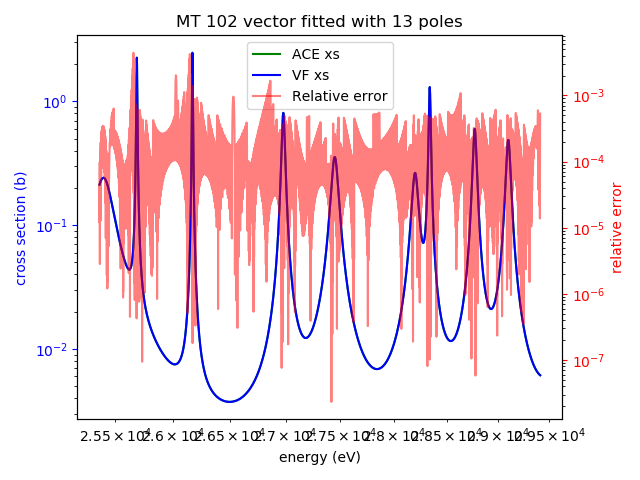 MT 102 vector fitted with 13 poles
ACE xs
VF xs
Relative error
cross section (b)
10⁰
10⁻¹
10⁻²
10⁻³
10⁻⁴
10⁻⁵
10⁻⁶
10⁻⁷
relative error
2.55 × 10⁴ 2.6 × 10⁴ 2.65 × 10⁴ 2.7 × 10⁴ 2.75 × 10⁴ 2.8 × 10⁴ 2.85 × 10⁴ 2.9 × 10⁴ 2.95 × 10⁴
energy (eV)